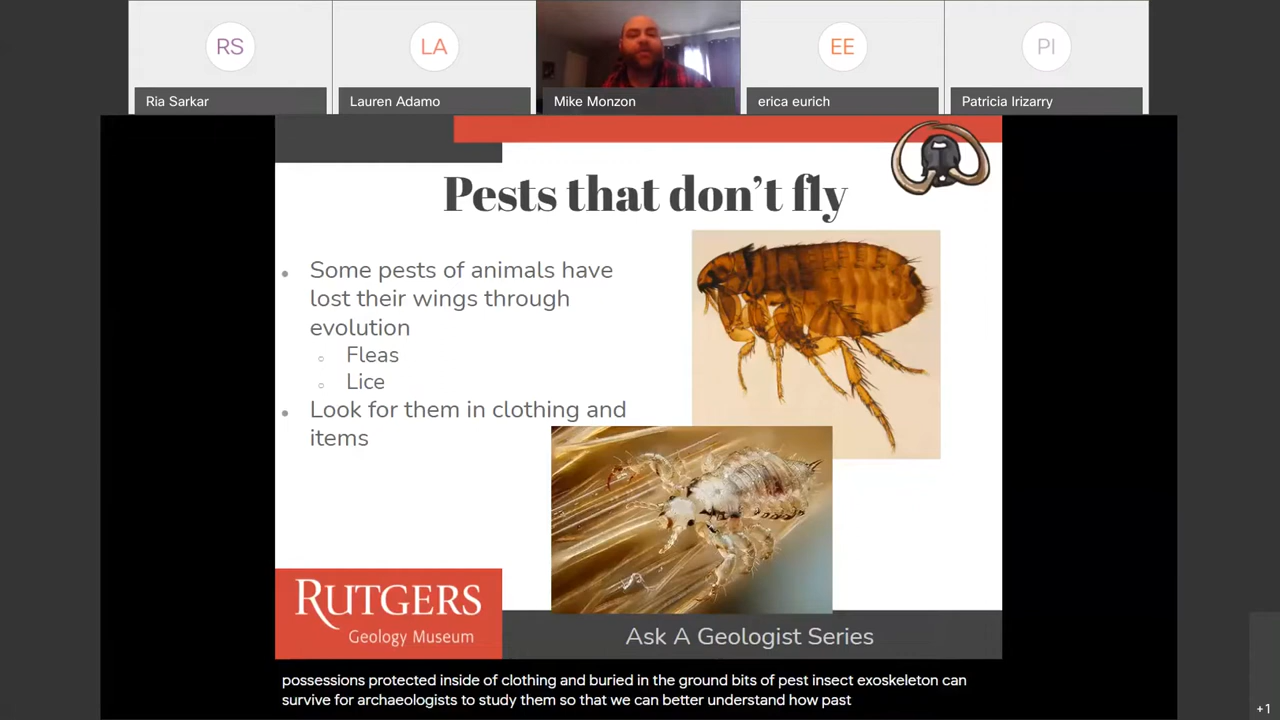 RS
LA
EE
PI
Ria Sarkar
Lauren Adamo
Mike Monzon
erica eurich
Patricia Irizarry
Pests that don't fly
Some pests of animals have
lost their wings through
evolution
Fleas
Lice
Look for them in clothing and
items
RUTGERS
Geology Museum
Ask A Geologist Series
possessions protected inside of clothing and buried in the ground bits of pest insect exoskeleton can
survive for archaeologists to study them so that we can better understand how past
+1